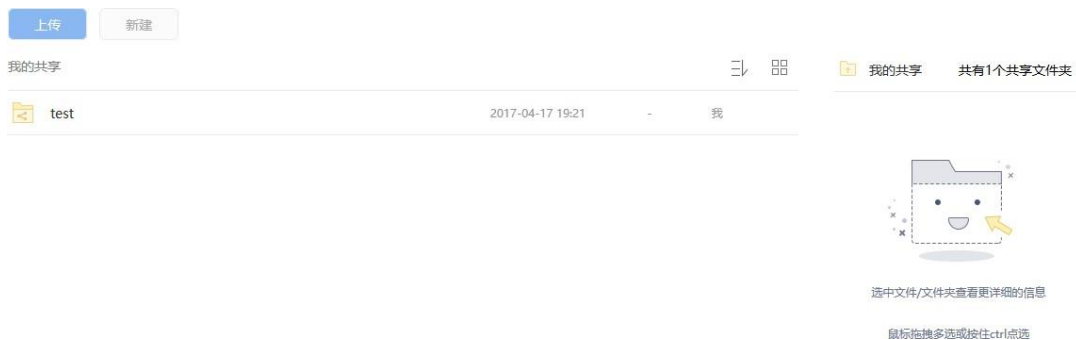 上传 新建
我的共享
test 2017-04-17 19:21 - 我
我的共享 共有1个共享文件夹
选中文件/文件夹查看更详细的信息
鼠标拖拽多选或按住ctrl点选